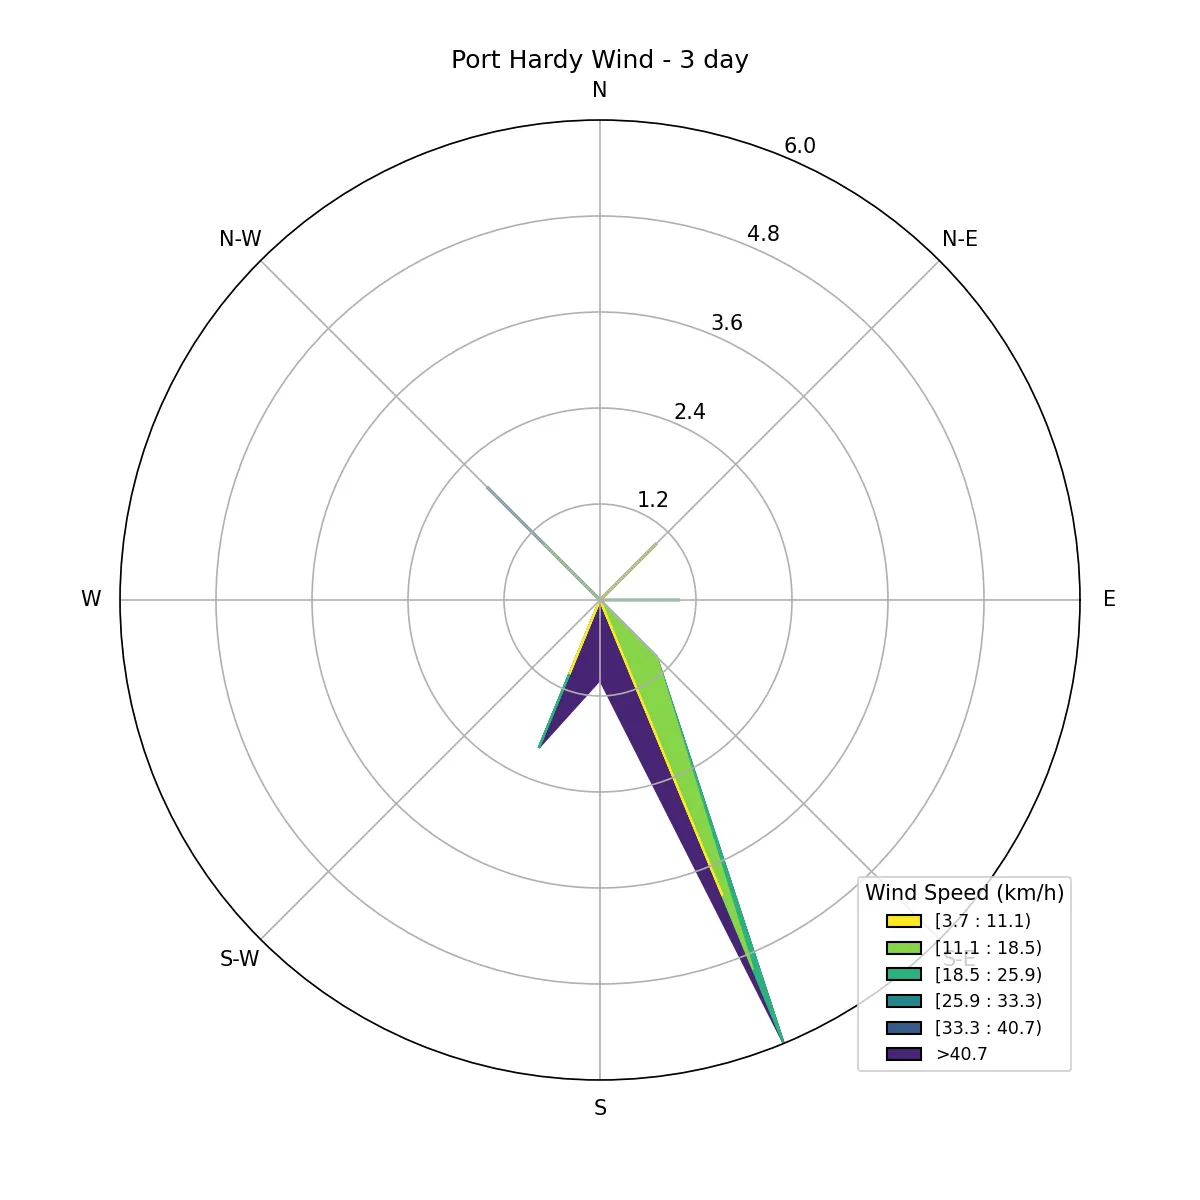 Port Hardy Wind - 3 day
N
6.0
4.8
N-W
N-E
3.6
2.4
1.2
W
E
Wind Speed (km/h)
[3.7 : 11.1)
[11.1 : 18.5)
[18.5 : 25.9)
[25.9 : 33.3)
[33.3 : 40.7)
>40.7
S-W
S-E
S